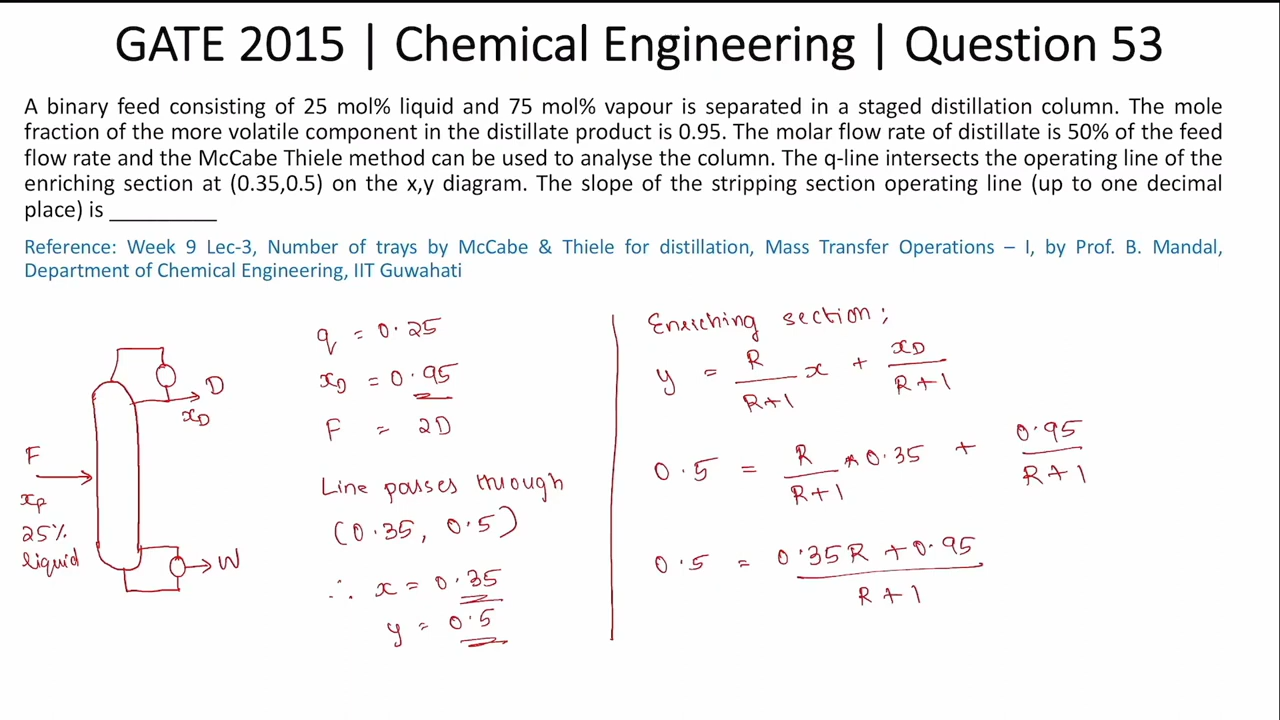 GATE 2015 | Chemical Engineering | Question 53
A binary feed consisting of 25 mol% liquid and 75 mol% vapour is separated in a staged distillation column. The mole
fraction of the more volatile component in the distillate product is 0.95. The molar flow rate of distillate is 50% of the feed
flow rate and the McCabe Thiele method can be used to analyse the column. The q-line intersects the operating line of the
enriching section at (0.35,0.5) on the x,y diagram. The slope of the stripping section operating line (up to one decimal
place) is __________
Reference: Week 9 Lec-3, Number of trays by McCabe & Thiele for distillation, Mass Transfer Operations – I, by Prof. B. Mandal,
Department of Chemical Engineering, IIT Guwahati
D
xD
F
xF
25%
liquid
W
q = 0.25
xD = 0.95
F = 2D
Line passes through
(0.35, 0.5)
∴ x = 0.35
y = 0.5
Enriching section;
y = R/R+1 x + xD/R+1
0.5 = R/R+1 * 0.35 + 0.95/R+1
0.5 = 0.35R + 0.95/R+1